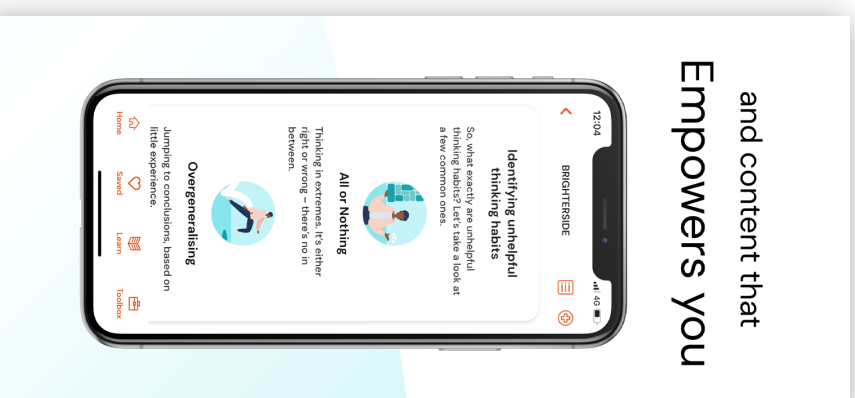 and content that
Empowers you
12:04
4G
BRIGHTERSIDE
Identifying unhelpful
thinking habits
So, what exactly are unhelpful
thinking habits? Let's take a look at
a few common ones.
All or Nothing
Thinking in extremes. It's either
right or wrong – there's no in
between.
Overgeneralising
Jumping to conclusions, based on
little experience.
Home
Saved
Learn
Toolbox